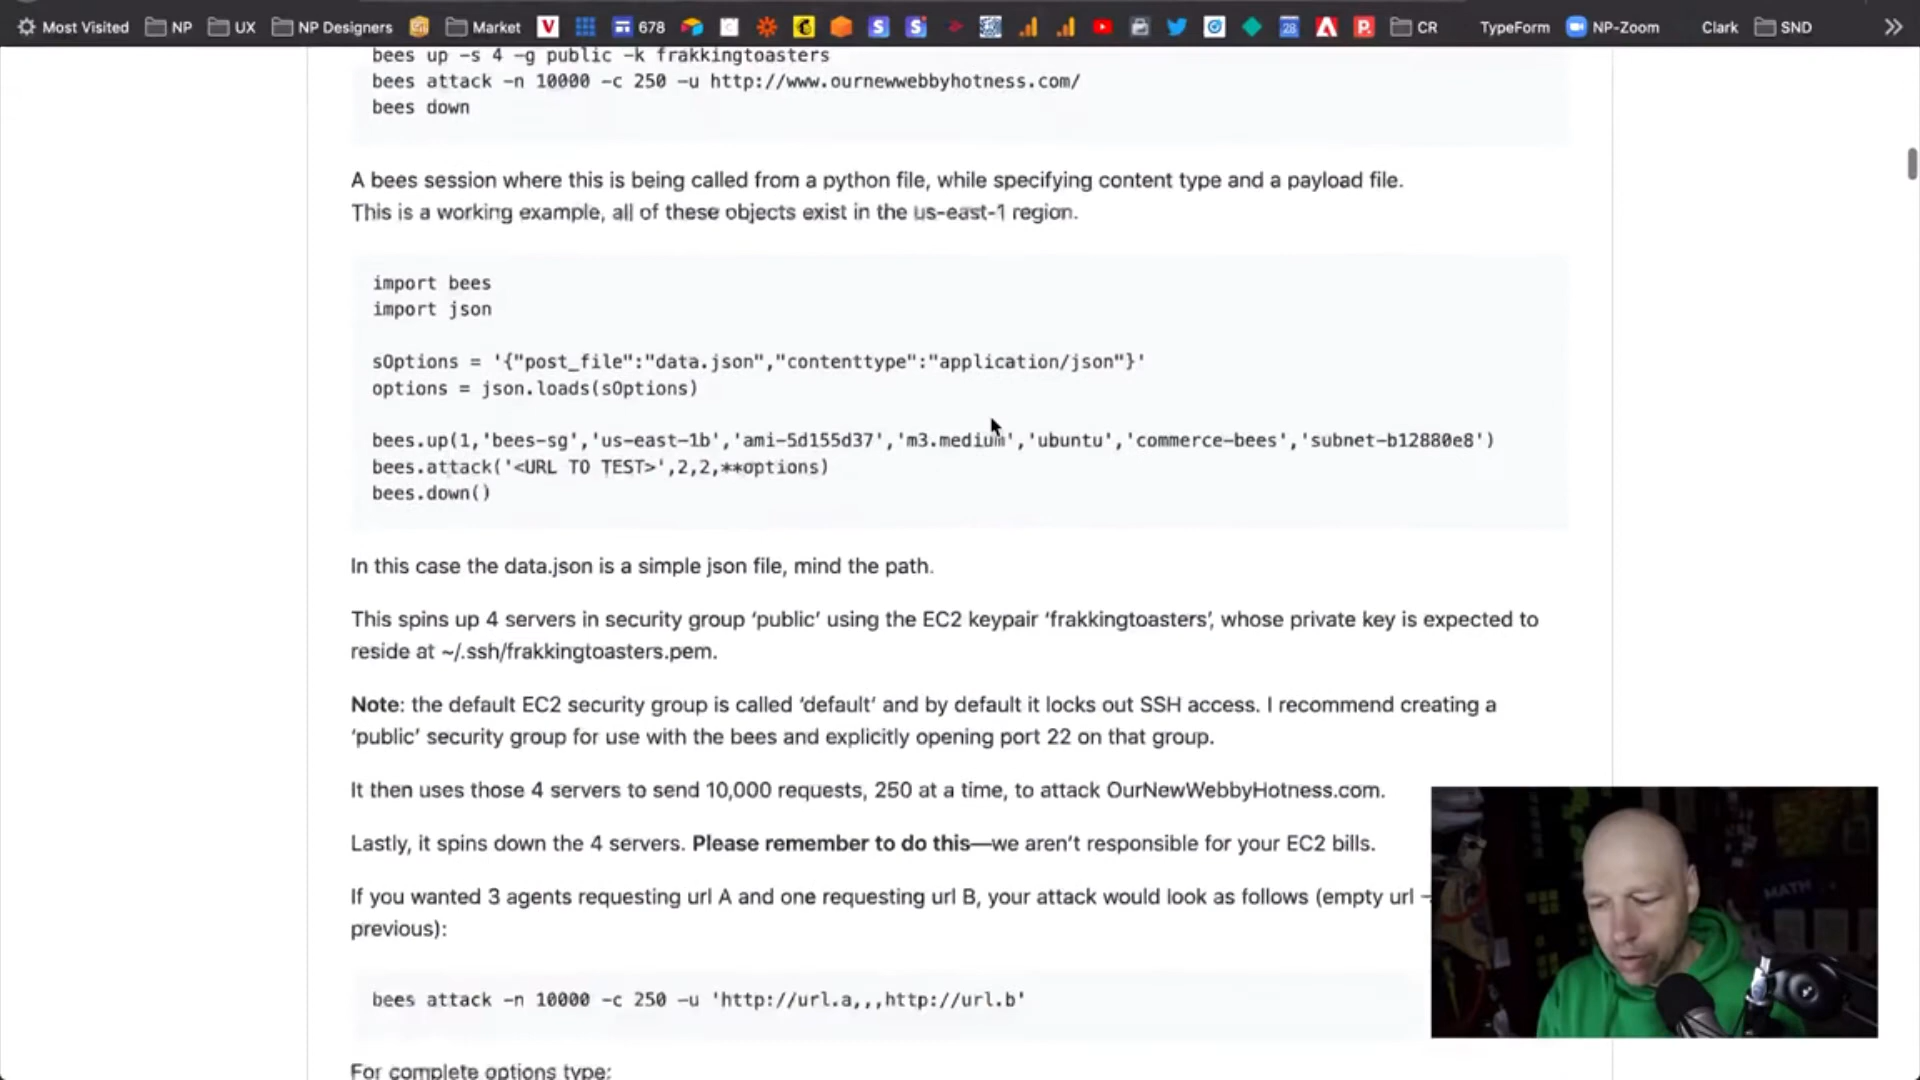 Most Visited NP UX NP Designers Market 678 CR TypeForm NP-Zoom Clark SND
bees up -s 4 -g public -k frakkingtoasters
bees attack -n 10000 -c 250 -u http://www.ournewwebbyhotness.com/
bees down
A bees session where this is being called from a python file, while specifying content type and a payload file.
This is a working example, all of these objects exist in the us-east-1 region.
import bees
import json
sOptions = '{"post_file":"data.json","contenttype":"application/json"}'
options = json.loads(sOptions)
bees.up(1,'bees-sg','us-east-1b','ami-5d155d37','m3.medium','ubuntu','commerce-bees','subnet-b12880e8')
bees.attack('<URL TO TEST>',2,2,**options)
bees.down()
In this case the data.json is a simple json file, mind the path.
This spins up 4 servers in security group ‘public’ using the EC2 keypair ‘frakkingtoasters’, whose private key is expected to
reside at ~/.ssh/frakkingtoasters.pem.
Note: the default EC2 security group is called ‘default’ and by default it locks out SSH access. I recommend creating a
‘public’ security group for use with the bees and explicitly opening port 22 on that group.
It then uses those 4 servers to send 10,000 requests, 250 at a time, to attack OurNewWebbyHotness.com.
Lastly, it spins down the 4 servers. Please remember to do this—we aren’t responsible for your EC2 bills.
If you wanted 3 agents requesting url A and one requesting url B, your attack would look as follows (empty url -
previous):
bees attack -n 10000 -c 250 -u 'http://url.a,,,http://url.b'
For complete options type:
MATH